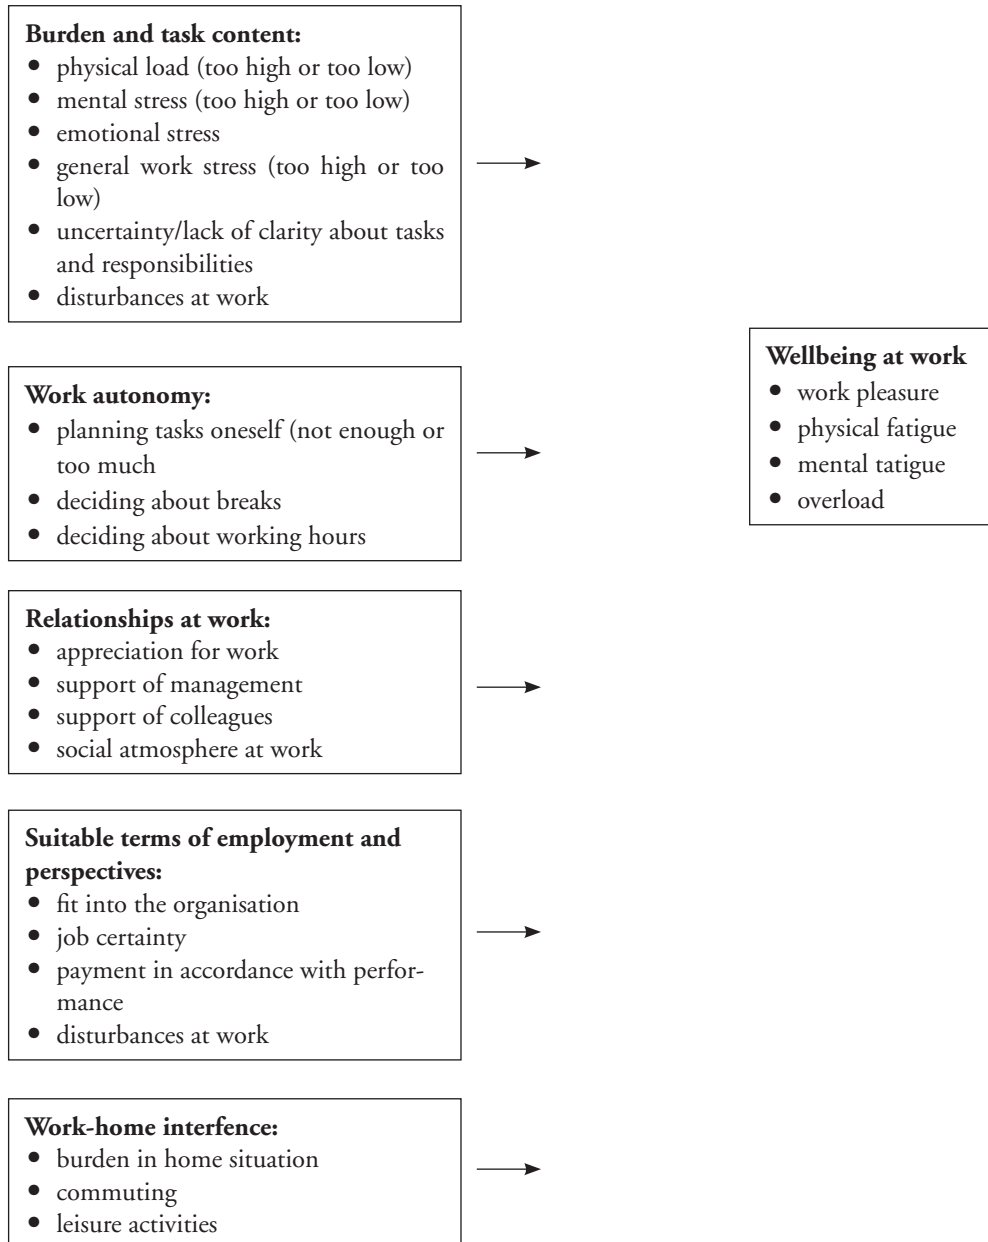 Burden and task content:
• physical load (too high or too low)
• mental stress (too high or too low)
• emotional stress
• general work stress (too high or too
low)
• uncertainty/lack of clarity about tasks
and responsibilities
• disturbances at work
Work autonomy:
• planning tasks oneself (not enough or
too much
• deciding about breaks
• deciding about working hours
Relationships at work:
• appreciation for work
• support of management
• support of colleagues
• social atmosphere at work
Suitable terms of employment and
perspectives:
• fit into the organisation
• job certainty
• payment in accordance with perfor-
mance
• disturbances at work
Work-home interfence:
• burden in home situation
• commuting
• leisure activities
Wellbeing at work
• work pleasure
• physical fatigue
• mental tatigue
• overload